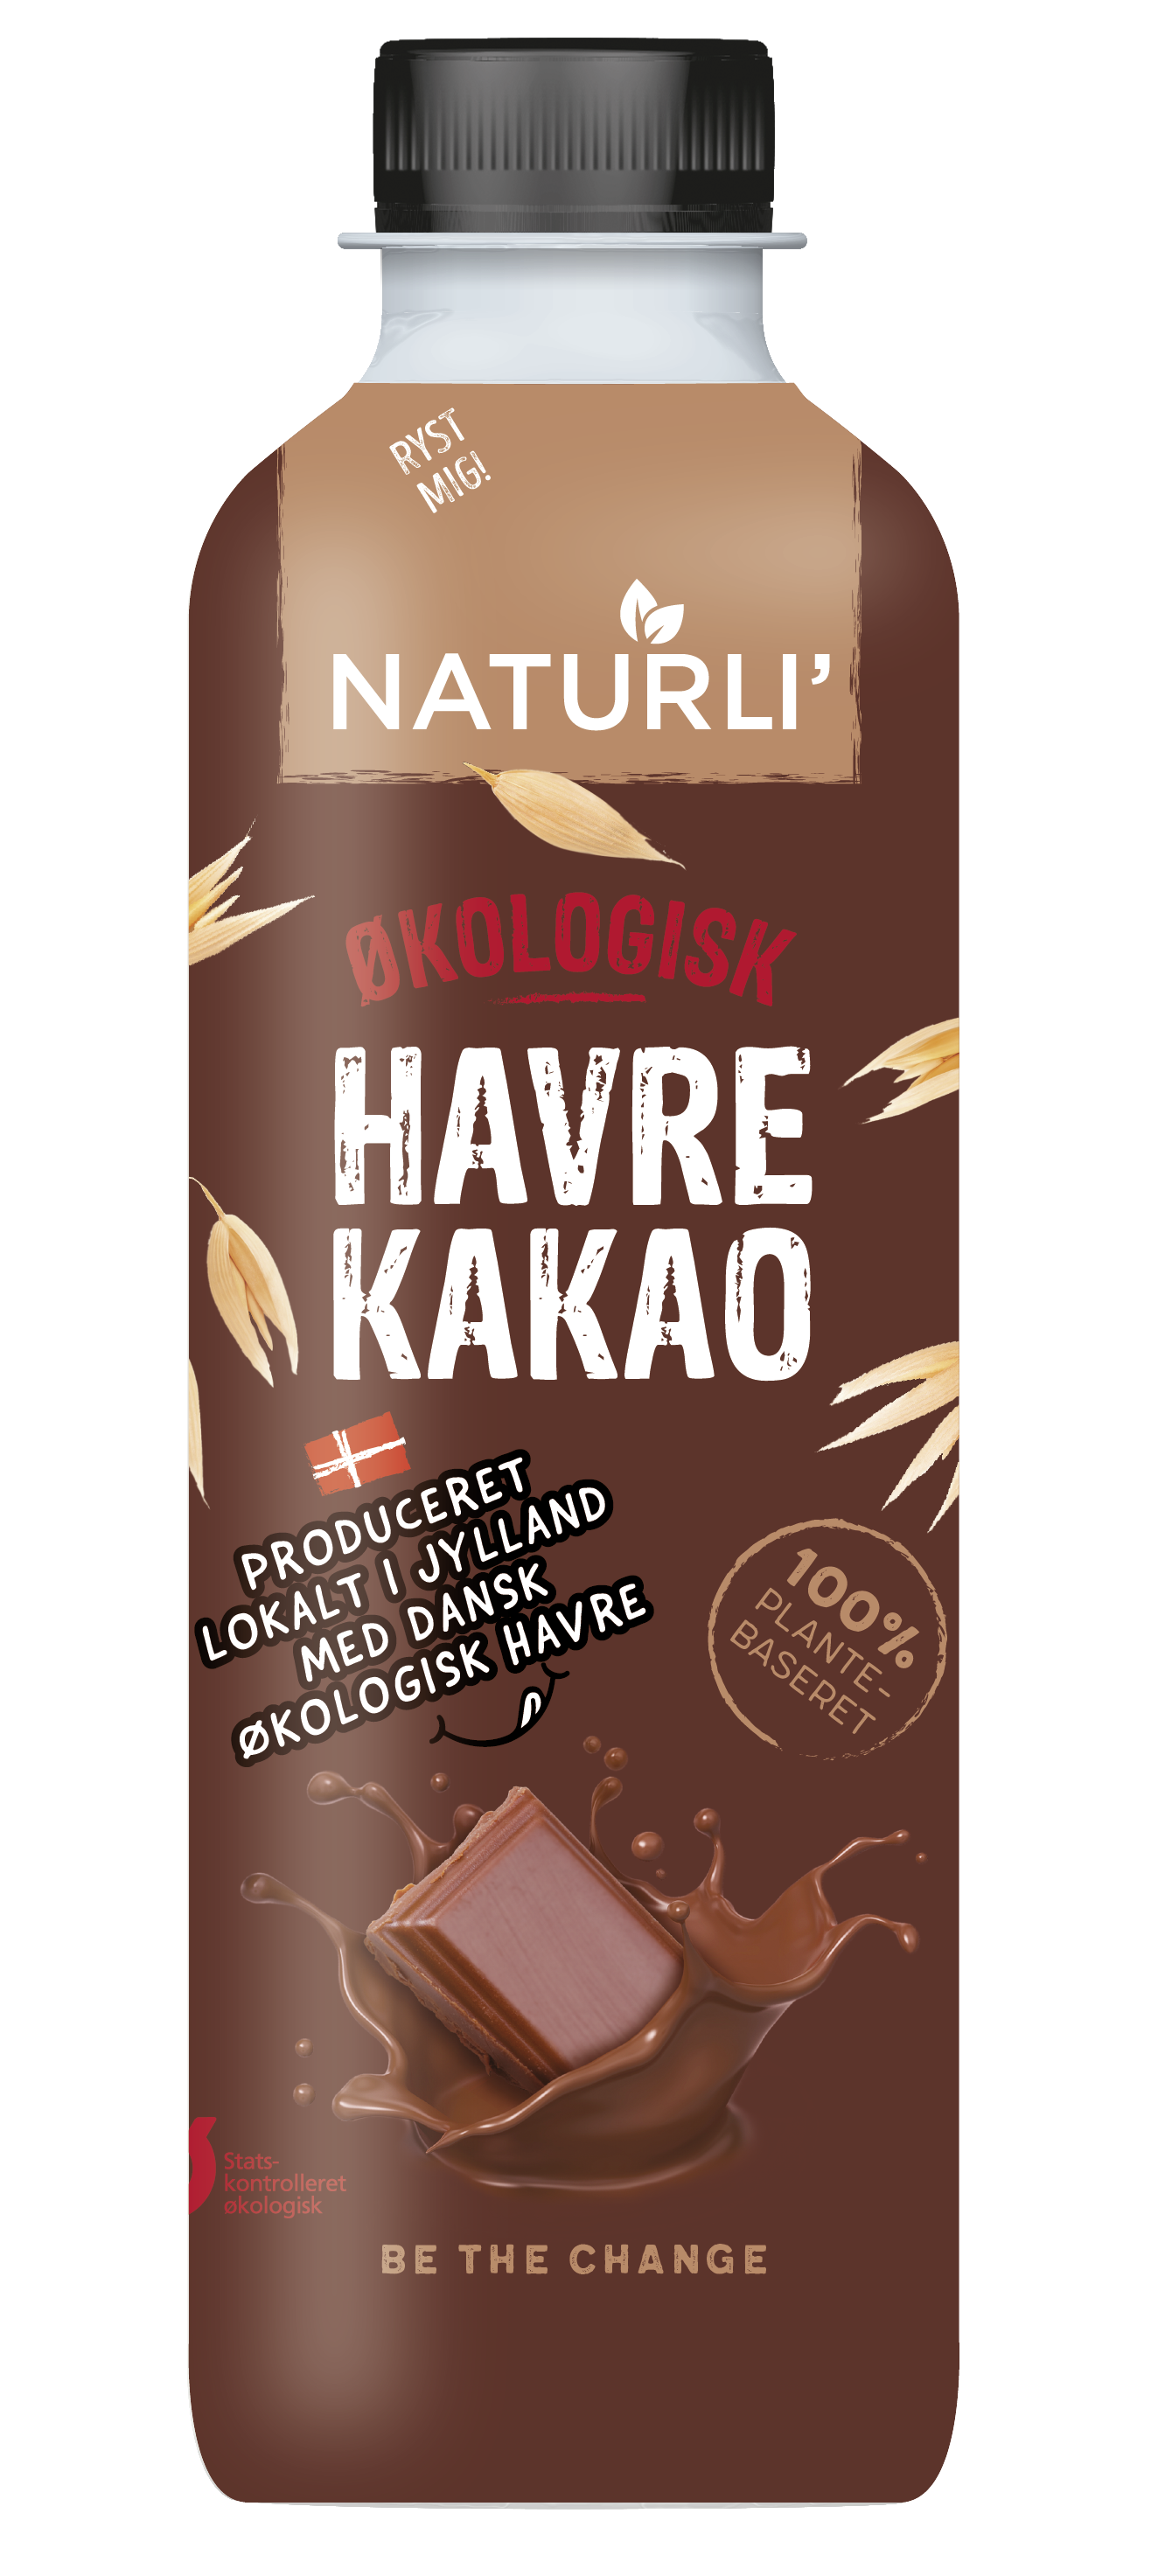 RYST
MIG!
NATURLI’
ØKOLOGISK
HAVRE
KAKAO
PRODUCERET
LOKALT I JYLLAND
MED DANSK
ØKOLOGISK HAVRE
100%
PLANTE-
BASERET
Stats-
kontrolleret
økologisk
BE THE CHANGE